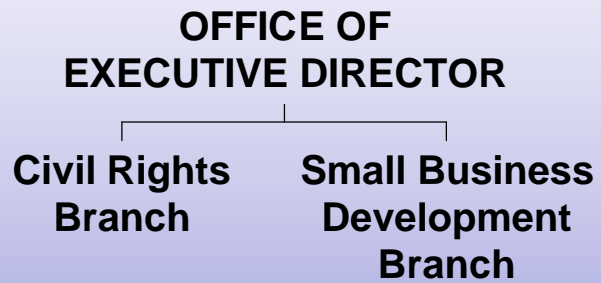 OFFICE OF
EXECUTIVE DIRECTOR
Civil Rights
Branch
Small Business
Development
Branch